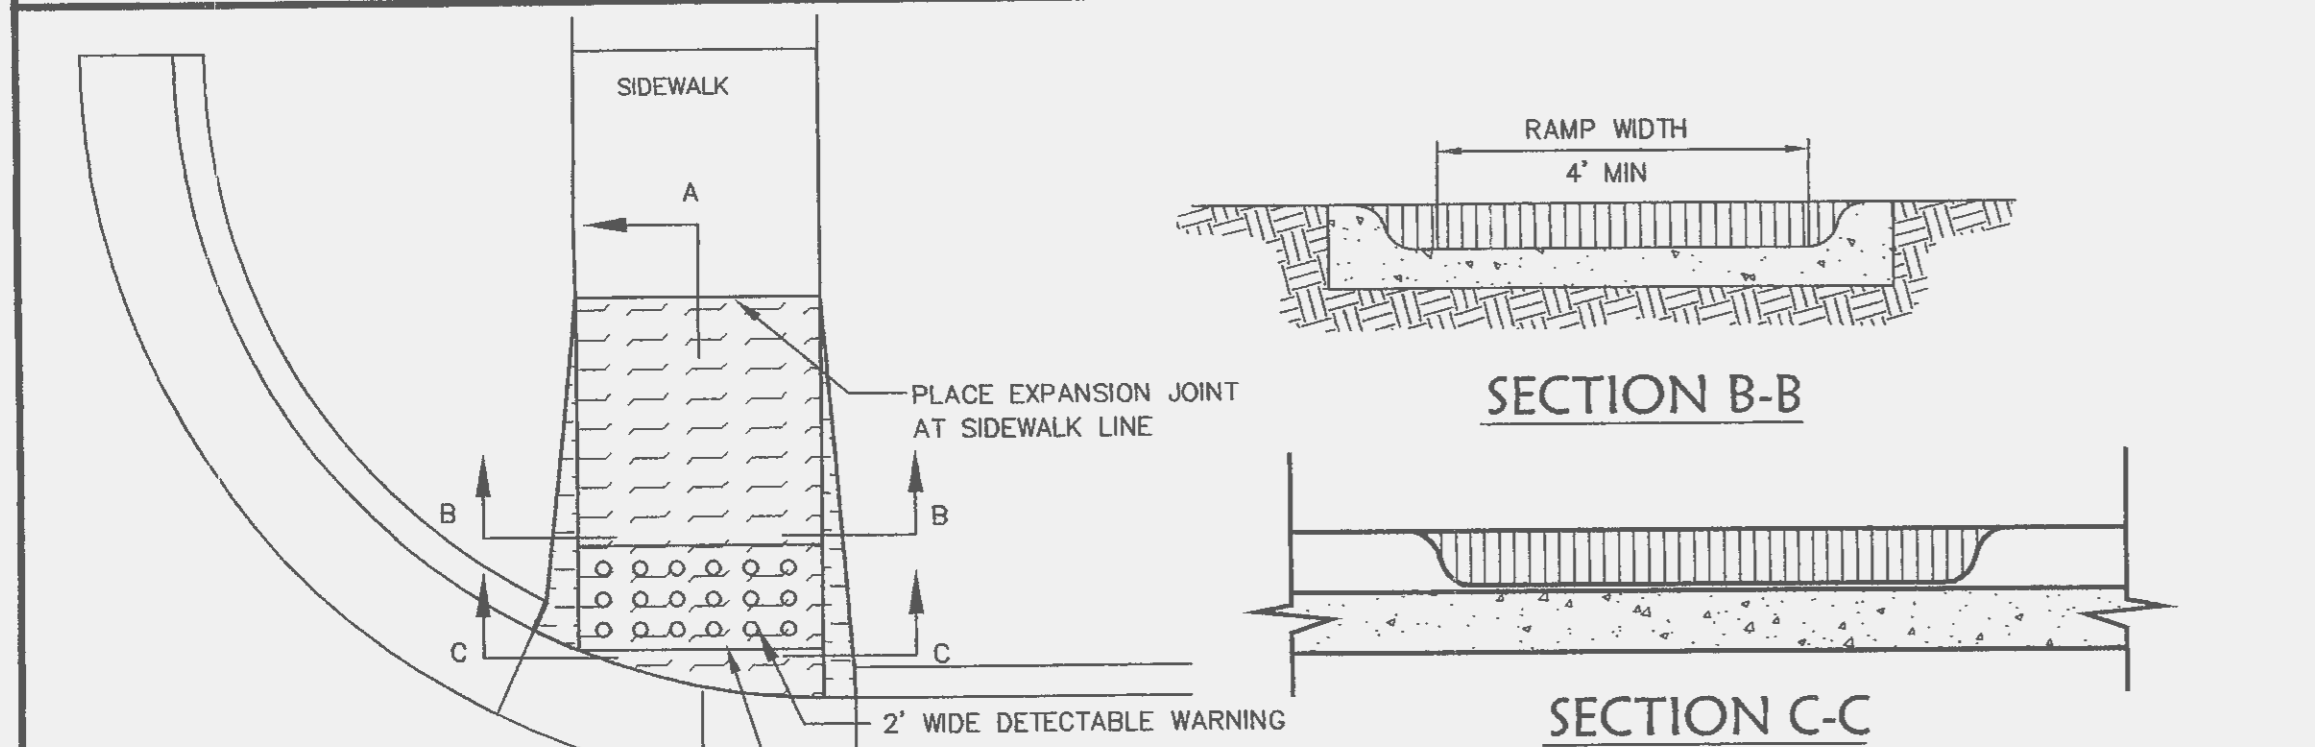 SIDEWALK
A
PLACE EXPANSION JOINT
AT SIDEWALK LINE
B
B
C
C
2' WIDE DETECTABLE WARNING
RAMP WIDTH
4' MIN
SECTION B-B
SECTION C-C